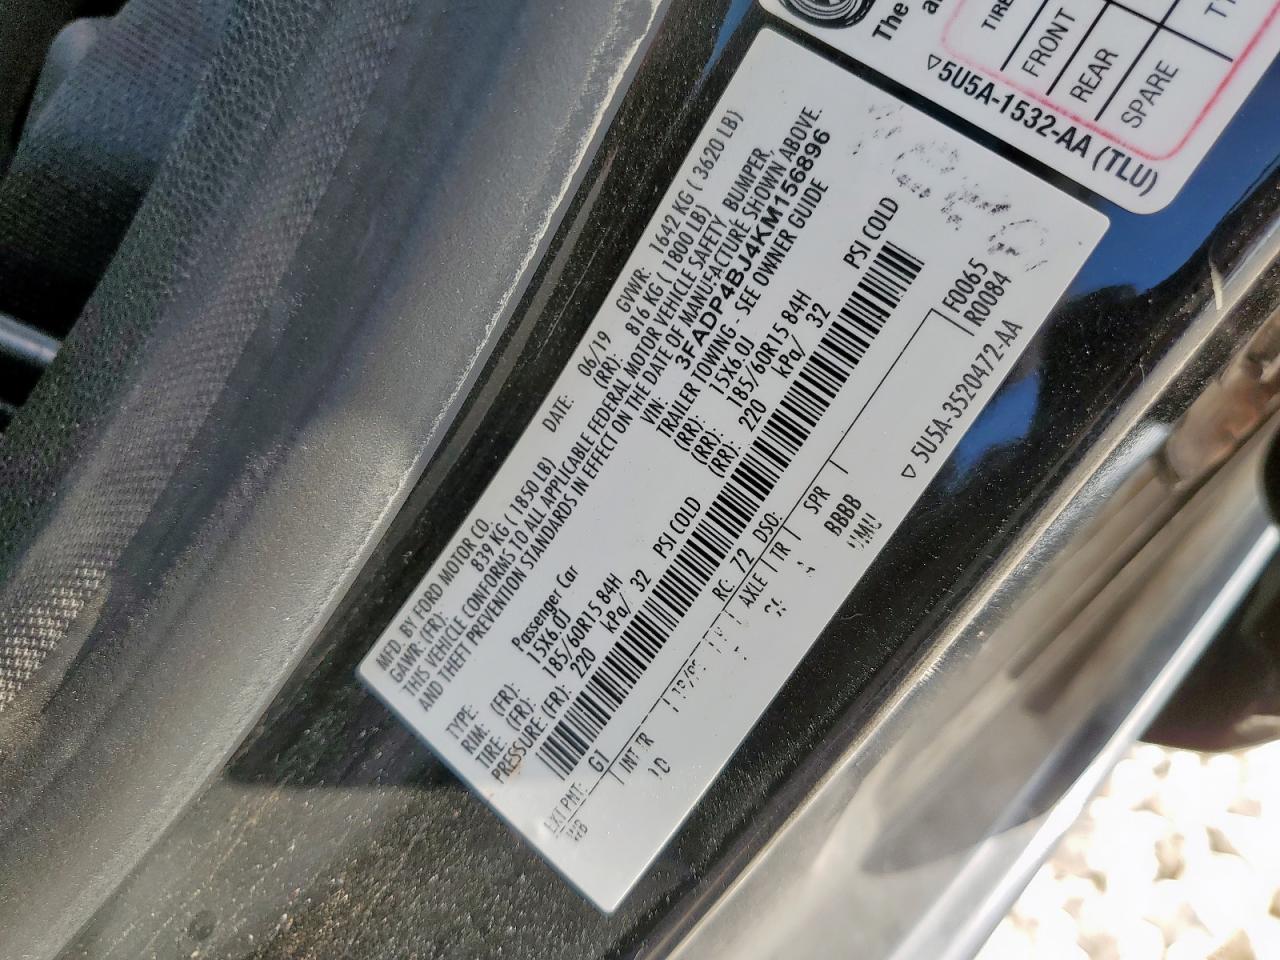 The
TIRE
FRONT
REAR
SPARE
▽5U5A-1532-AA (TLU)
MFD. BY FORD MOTOR CO.
DATE: 06/19 GVWR: 1642 KG ( 3620 LB)
GAWR:(FR): 839 KG ( 1850 LB) (RR): 816 KG ( 1800 LB)
THIS VEHICLE CONFORMS TO ALL APPLICABLE FEDERAL MOTOR VEHICLE SAFETY, BUMPER,
AND THEFT PREVENTION STANDARDS IN EFFECT ON THE DATE OF MANUFACTURE SHOWN ABOVE.
VIN: 3FADP4BJ4KM156896
TYPE: Passenger Car TRAILER TOWING - SEE OWNER GUIDE
RIM: (FR): 15X6.0J (RR): 15X6.0J
TIRE: (FR): 185/60R15 84H (RR): 185/60R15 84H
PRESSURE: (FR): 220 kPa/ 32 PSI COLD (RR): 220 kPa/ 32 PSI COLD
EXT PNT: G1 RC: 72 DSO: F0065
R0084
INT TR AXLE TR SPR
BBBB
▽ 5U5A-3520472-AA